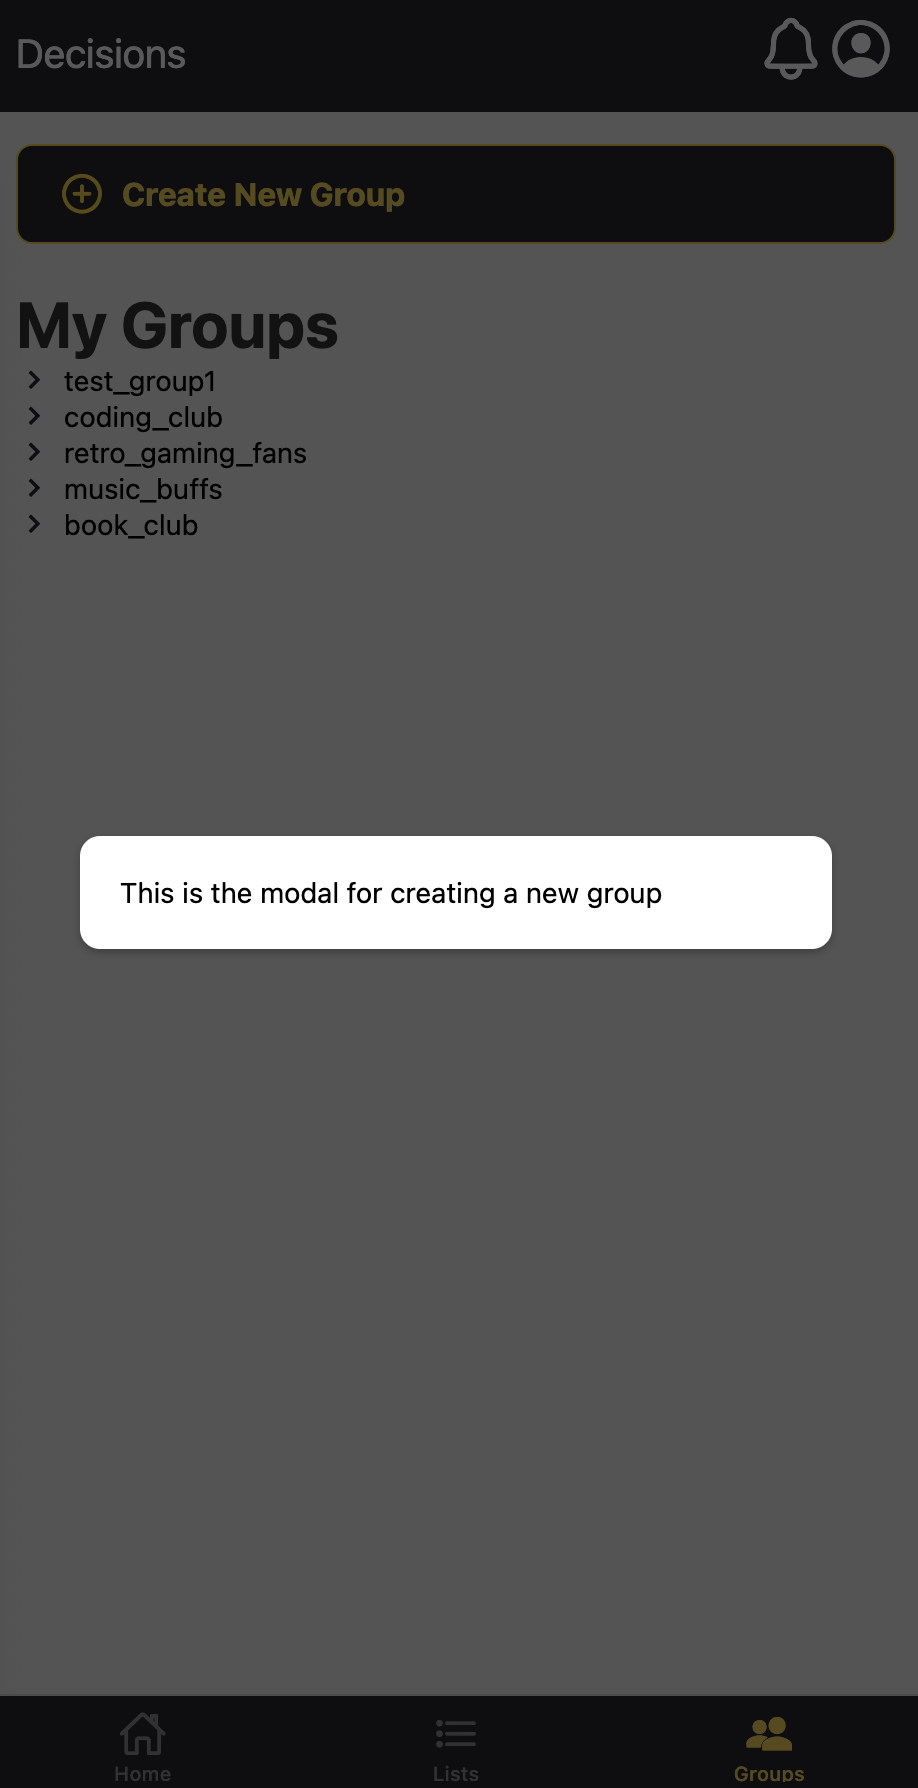 Decisions
Create New Group
My Groups
test_group1
coding_club
retro_gaming_fans
music_buffs
book_club
This is the modal for creating a new group
Home
Lists
Groups